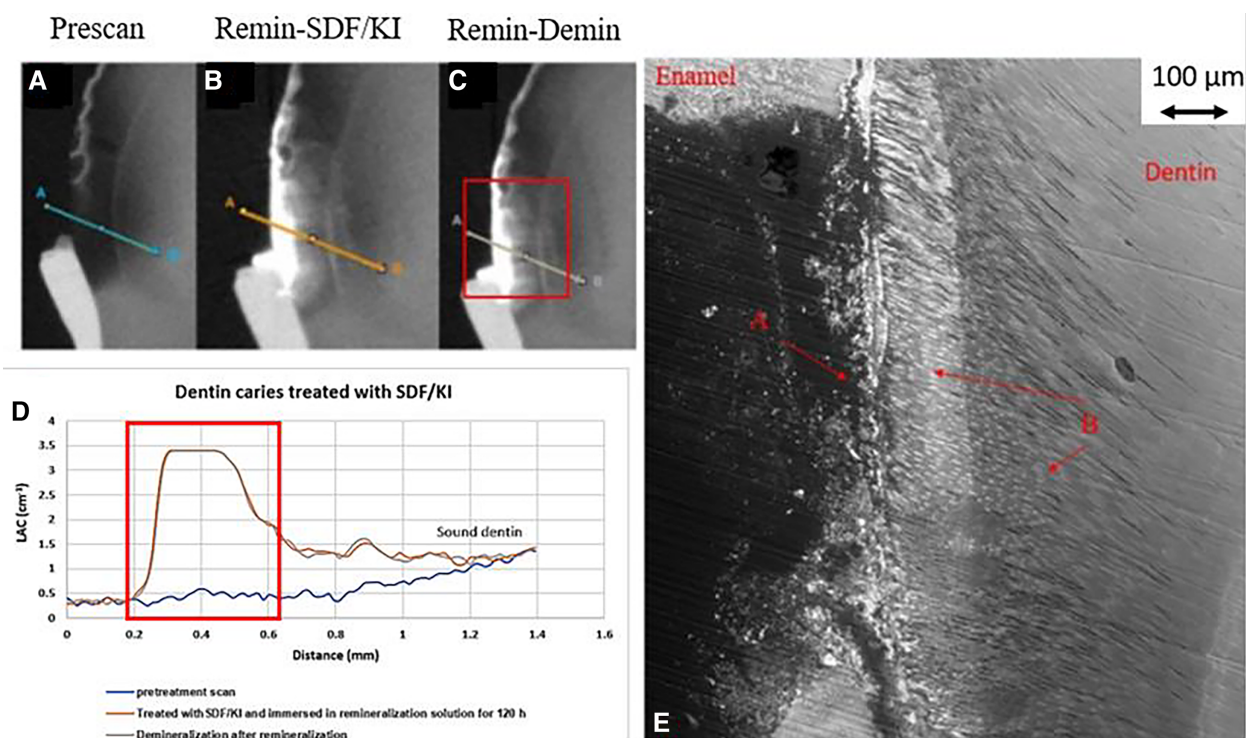 Prescan
Remin-SDF/KI
Remin-Demin
A
B
C
A
B
A
B
A
B
D
Dentin caries treated with SDF/KI
LAC (cm⁻¹)
4
3.5
3
2.5
2
1.5
1
0.5
0
Sound dentin
0 0.2 0.4 0.6 0.8 1 1.2 1.4 1.6
Distance (mm)
pretreatment scan
Treated with SDF/KI and immersed in remineralization solution for 120 h
Demineralization after remineralization
Enamel
100 µm
Dentin
A
B
E